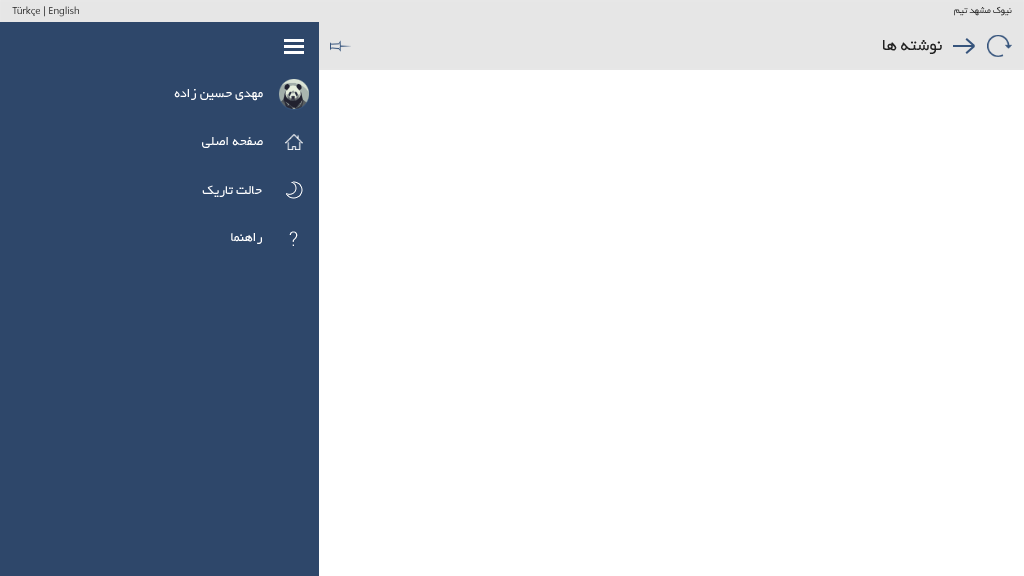 نیوک مشهد تیم
Türkçe | English
نوشته ها
مهدی حسین زاده
صفحه اصلی
حالت تاریک
راهنما